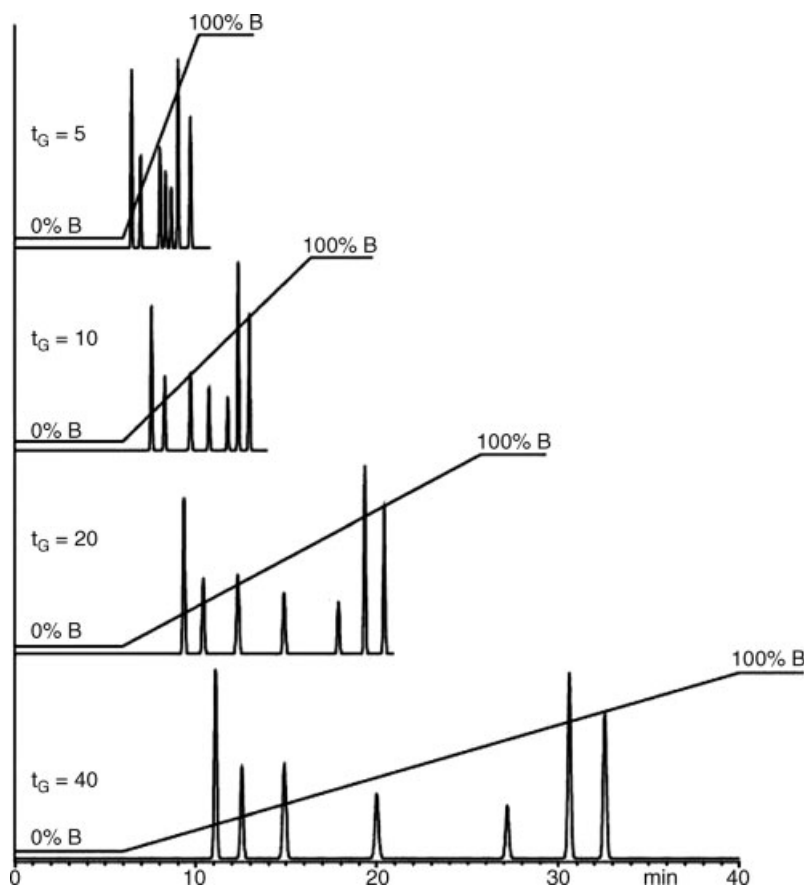 100% B
t_G = 5
0% B
100% B
t_G = 10
0% B
100% B
t_G = 20
0% B
100% B
t_G = 40
0% B
0 10 20 30 min 40